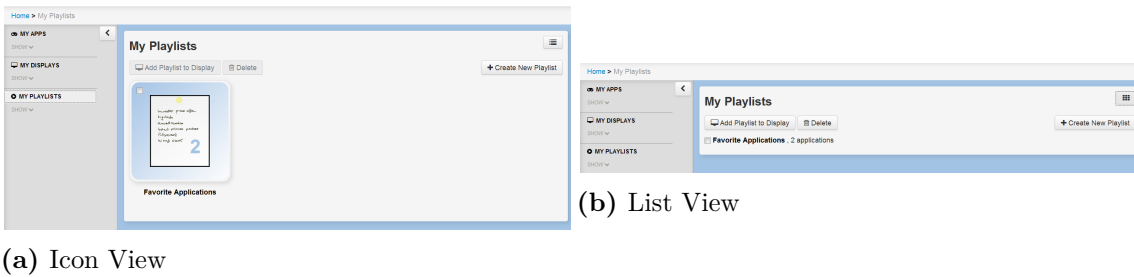 Home > My Playlists
MY APPS
SHOW
MY DISPLAYS
SHOW
MY PLAYLISTS
SHOW
My Playlists
Add Playlist to Display
Delete
+ Create New Playlist
2
Favorite Applications
(a) Icon View
Home > My Playlists
MY APPS
SHOW
MY DISPLAYS
SHOW
MY PLAYLISTS
SHOW
My Playlists
Add Playlist to Display
Delete
+ Create New Playlist
Favorite Applications , 2 applications
(b) List View